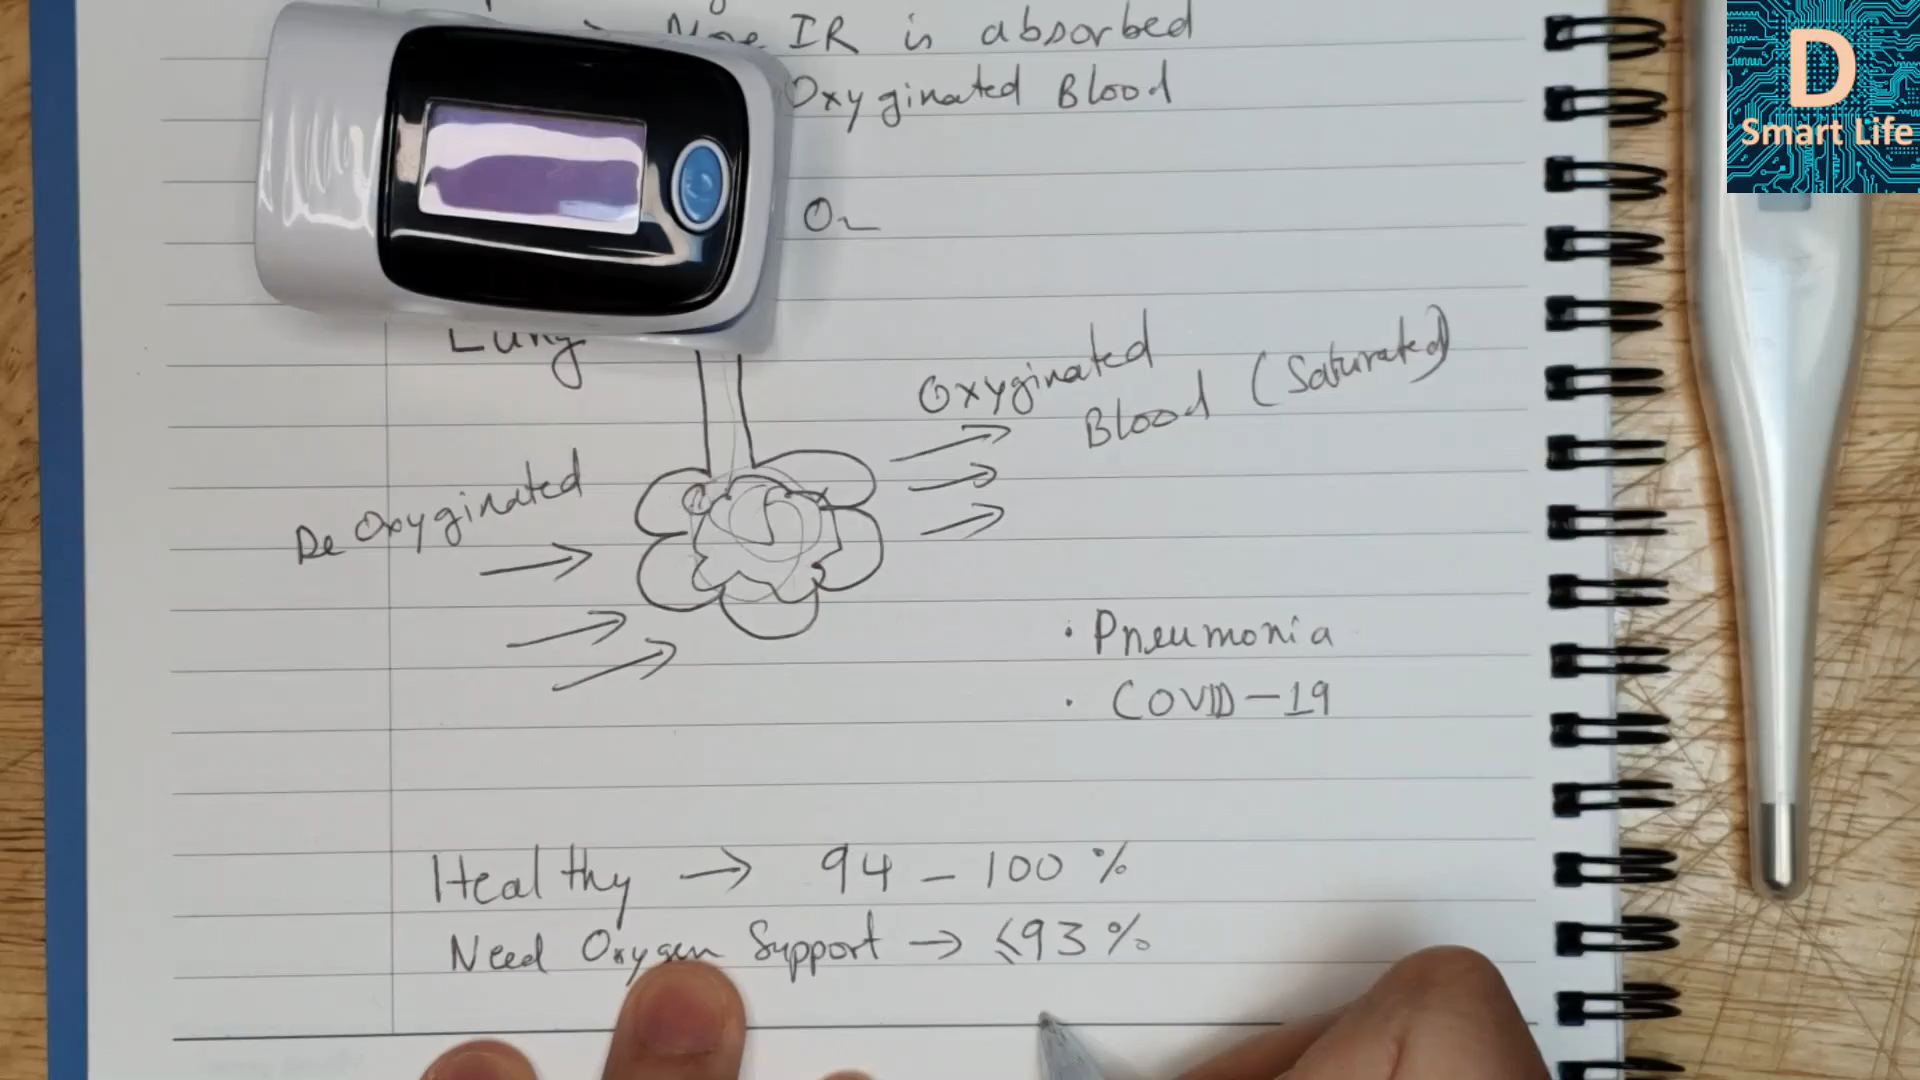 More IR is absorbed
Oxyginated Blood
Lung
Oxyginated
Blood (Saturated)
De Oxyginated
• Pneumonia
• COVID-19
Healthy → 94 - 100 %
Need Oxygen Support → ≤93 %
D
Smart Life